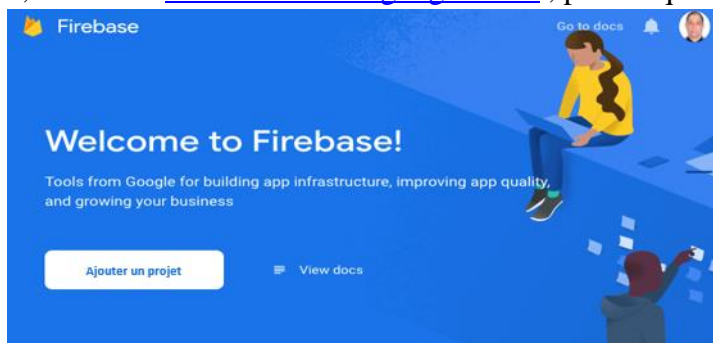 Firebase
Go to docs
Welcome to Firebase!
Tools from Google for building app infrastructure, improving app quality,
and growing your business
Ajouter un projet
View docs